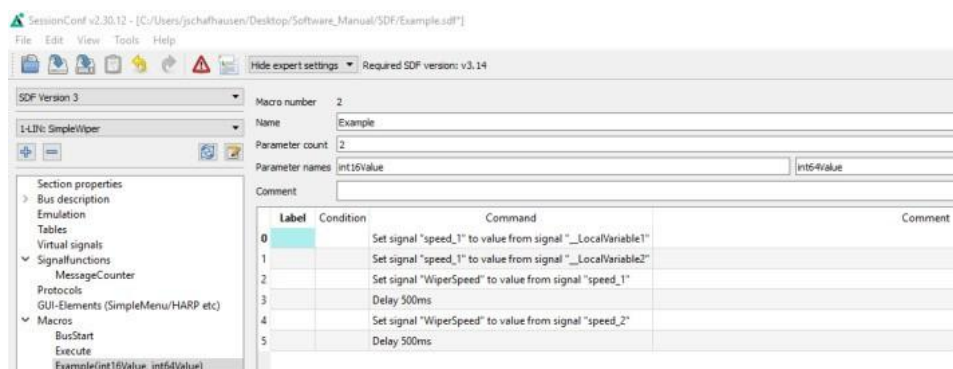 SessionConf v2.30.12 - [C:/Users/jschafhausen/Desktop/Software_Manual/SDF/Example.sdf*]
File Edit View Tools Help
Hide expert settings Required SDF version: v3.14
SDF Version 3
1-LIN: SimpleWiper
Section properties
Bus description
Emulation
Tables
Virtual signals
Signalfunctions
MessageCounter
Protocols
GUI-Elements (SimpleMenu/HARP etc)
Macros
BusStart
Execute
Example(int16Value, int64Value)
Macro number 2
Name Example
Parameter count 2
Parameter names int16Value int64Value
Comment
Label Condition Command Comment
0 Set signal "speed_1" to value from signal "__LocalVariable1"
1 Set signal "speed_1" to value from signal "__LocalVariable2"
2 Set signal "WiperSpeed" to value from signal "speed_1"
3 Delay 500ms
4 Set signal "WiperSpeed" to value from signal "speed_2"
5 Delay 500ms